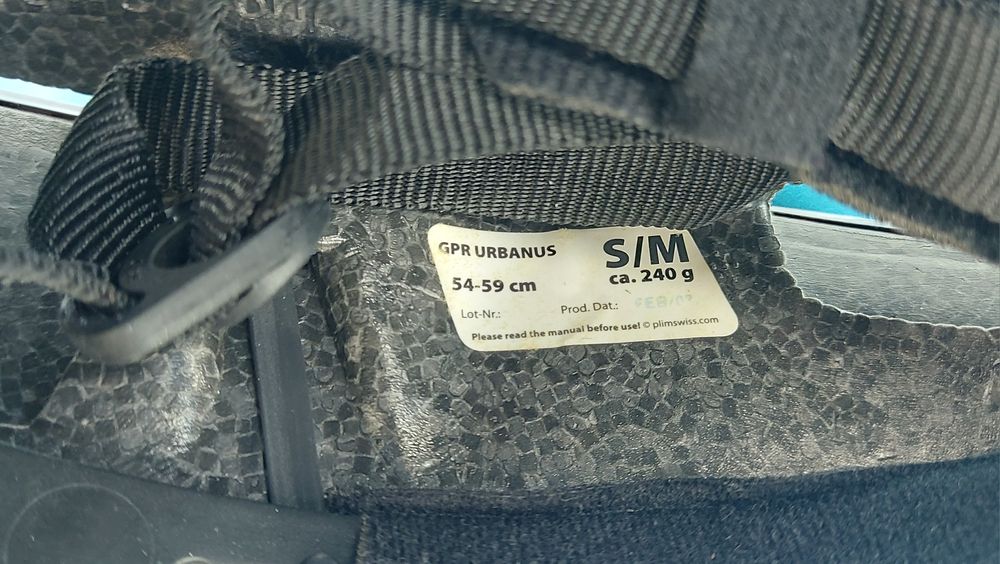 GPR URBANUS
S/M
54-59 cm
ca. 240 g
Lot-Nr.:
Prod. Dat.:
Please read the manual before use! © plimswiss.com